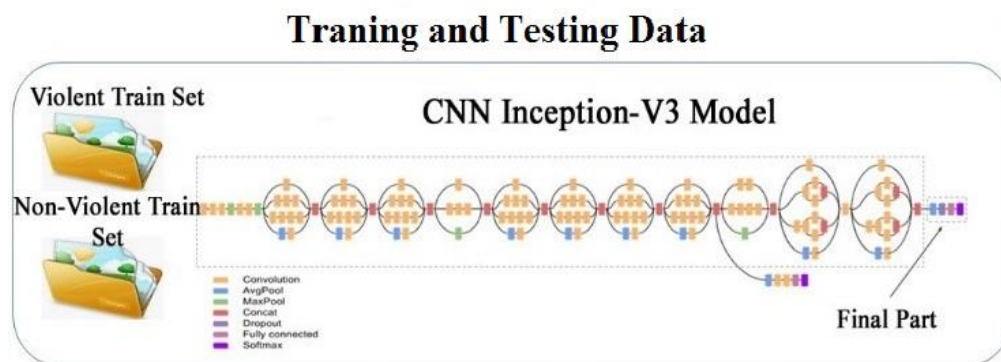 Traning and Testing Data
Violent Train Set
CNN Inception-V3 Model
Non-Violent Train
Set
Convolution
AvgPool
MaxPool
Concat
Dropout
Fully connected
Softmax
Final Part